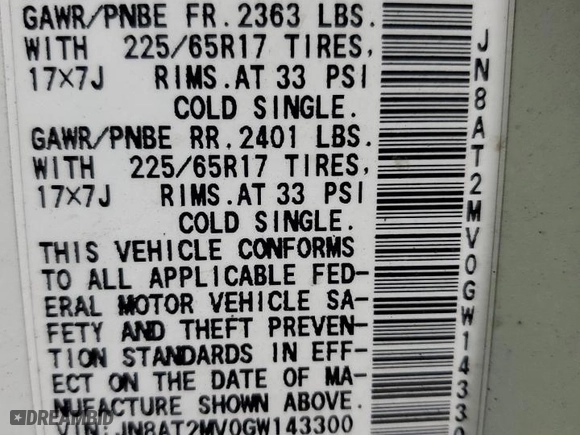 GAWR/PNBE FR. 2363 LBS.
WITH 225/65R17 TIRES,
17×7J RIMS.AT 33 PSI
COLD SINGLE.
GAWR/PNBE RR. 2401 LBS.
WITH 225/65R17 TIRES,
17×7J RIMS.AT 33 PSI
COLD SINGLE.
THIS VEHICLE CONFORMS
TO ALL APPLICABLE FED-
ERAL MOTOR VEHICLE SA-
FETY AND THEFT PREVEN-
TION STANDARDS IN EFF-
ECT ON THE DATE OF MA-
NUFACTURE SHOWN ABOVE.
VIN:JN8AT2MV0GW143300
JN8AT2MV0GW14330
DREAMBID